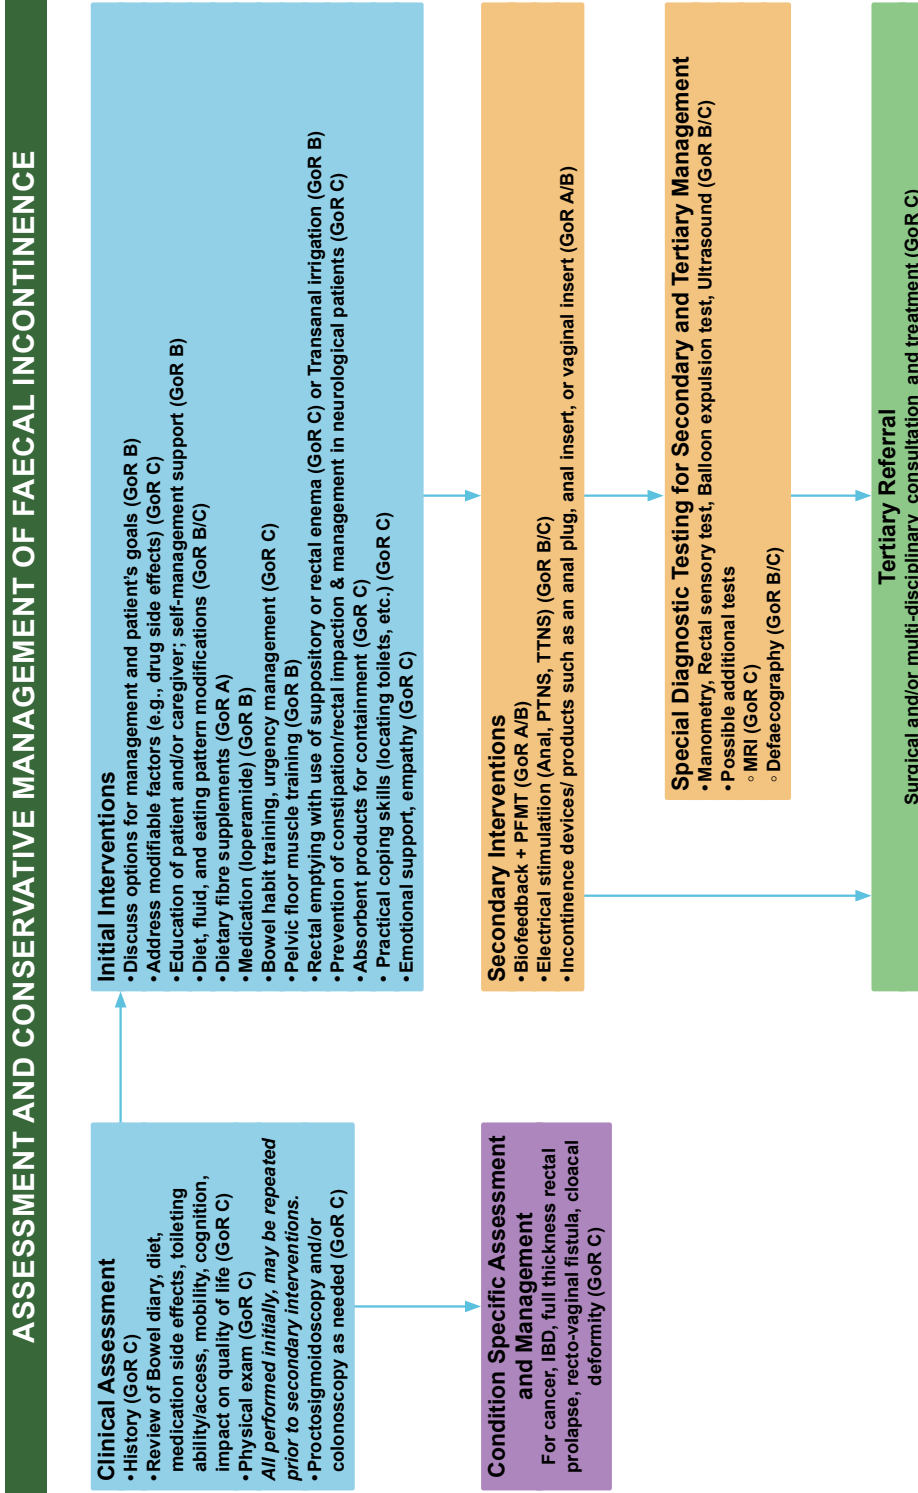 ASSESSMENT AND CONSERVATIVE MANAGEMENT OF FAECAL INCONTINENCE
Clinical Assessment
• History (GoR C)
• Review of Bowel diary, diet,
medication side effects, toileting
ability/access, mobility, cognition,
impact on quality of life (GoR C)
• Physical exam (GoR C)
All performed initially, may be repeated
prior to secondary interventions.
• Proctosigmoidoscopy and/or
colonoscopy as needed (GoR C)
Condition Specific Assessment
and Management
For cancer, IBD, full thickness rectal
prolapse, recto-vaginal fistula, cloacal
deformity (GoR C)
Initial Interventions
• Discuss options for management and patient's goals (GoR B)
• Address modifiable factors (e.g., drug side effects) (GoR C)
• Education of patient and/or caregiver; self-management support (GoR B)
• Diet, fluid, and eating pattern modifications (GoR B/C)
• Dietary fibre supplements (GoR A)
• Medication (loperamide) (GoR B)
• Bowel habit training, urgency management (GoR C)
• Pelvic floor muscle training (GoR B)
• Rectal emptying with use of suppository or rectal enema (GoR C) or Transanal irrigation (GoR B)
• Prevention of constipation/rectal impaction & management in neurological patients (GoR C)
• Absorbent products for containment (GoR C)
• Practical coping skills (locating toilets, etc.) (GoR C)
• Emotional support, empathy (GoR C)
Secondary Interventions
• Biofeedback + PFMT (GoR A/B)
• Electrical stimulation (Anal, PTNS, TTNS) (GoR B/C)
• Incontinence devices/ products such as an anal plug, anal insert, or vaginal insert (GoR A/B)
Special Diagnostic Testing for Secondary and Tertiary Management
• Manometry, Rectal sensory test, Balloon expulsion test, Ultrasound (GoR B/C)
• Possible additional tests
◦ MRI (GoR C)
◦ Defaecography (GoR B/C)
Tertiary Referral
Surgical and/or multi-disciplinary consultation and treatment (GoR C)